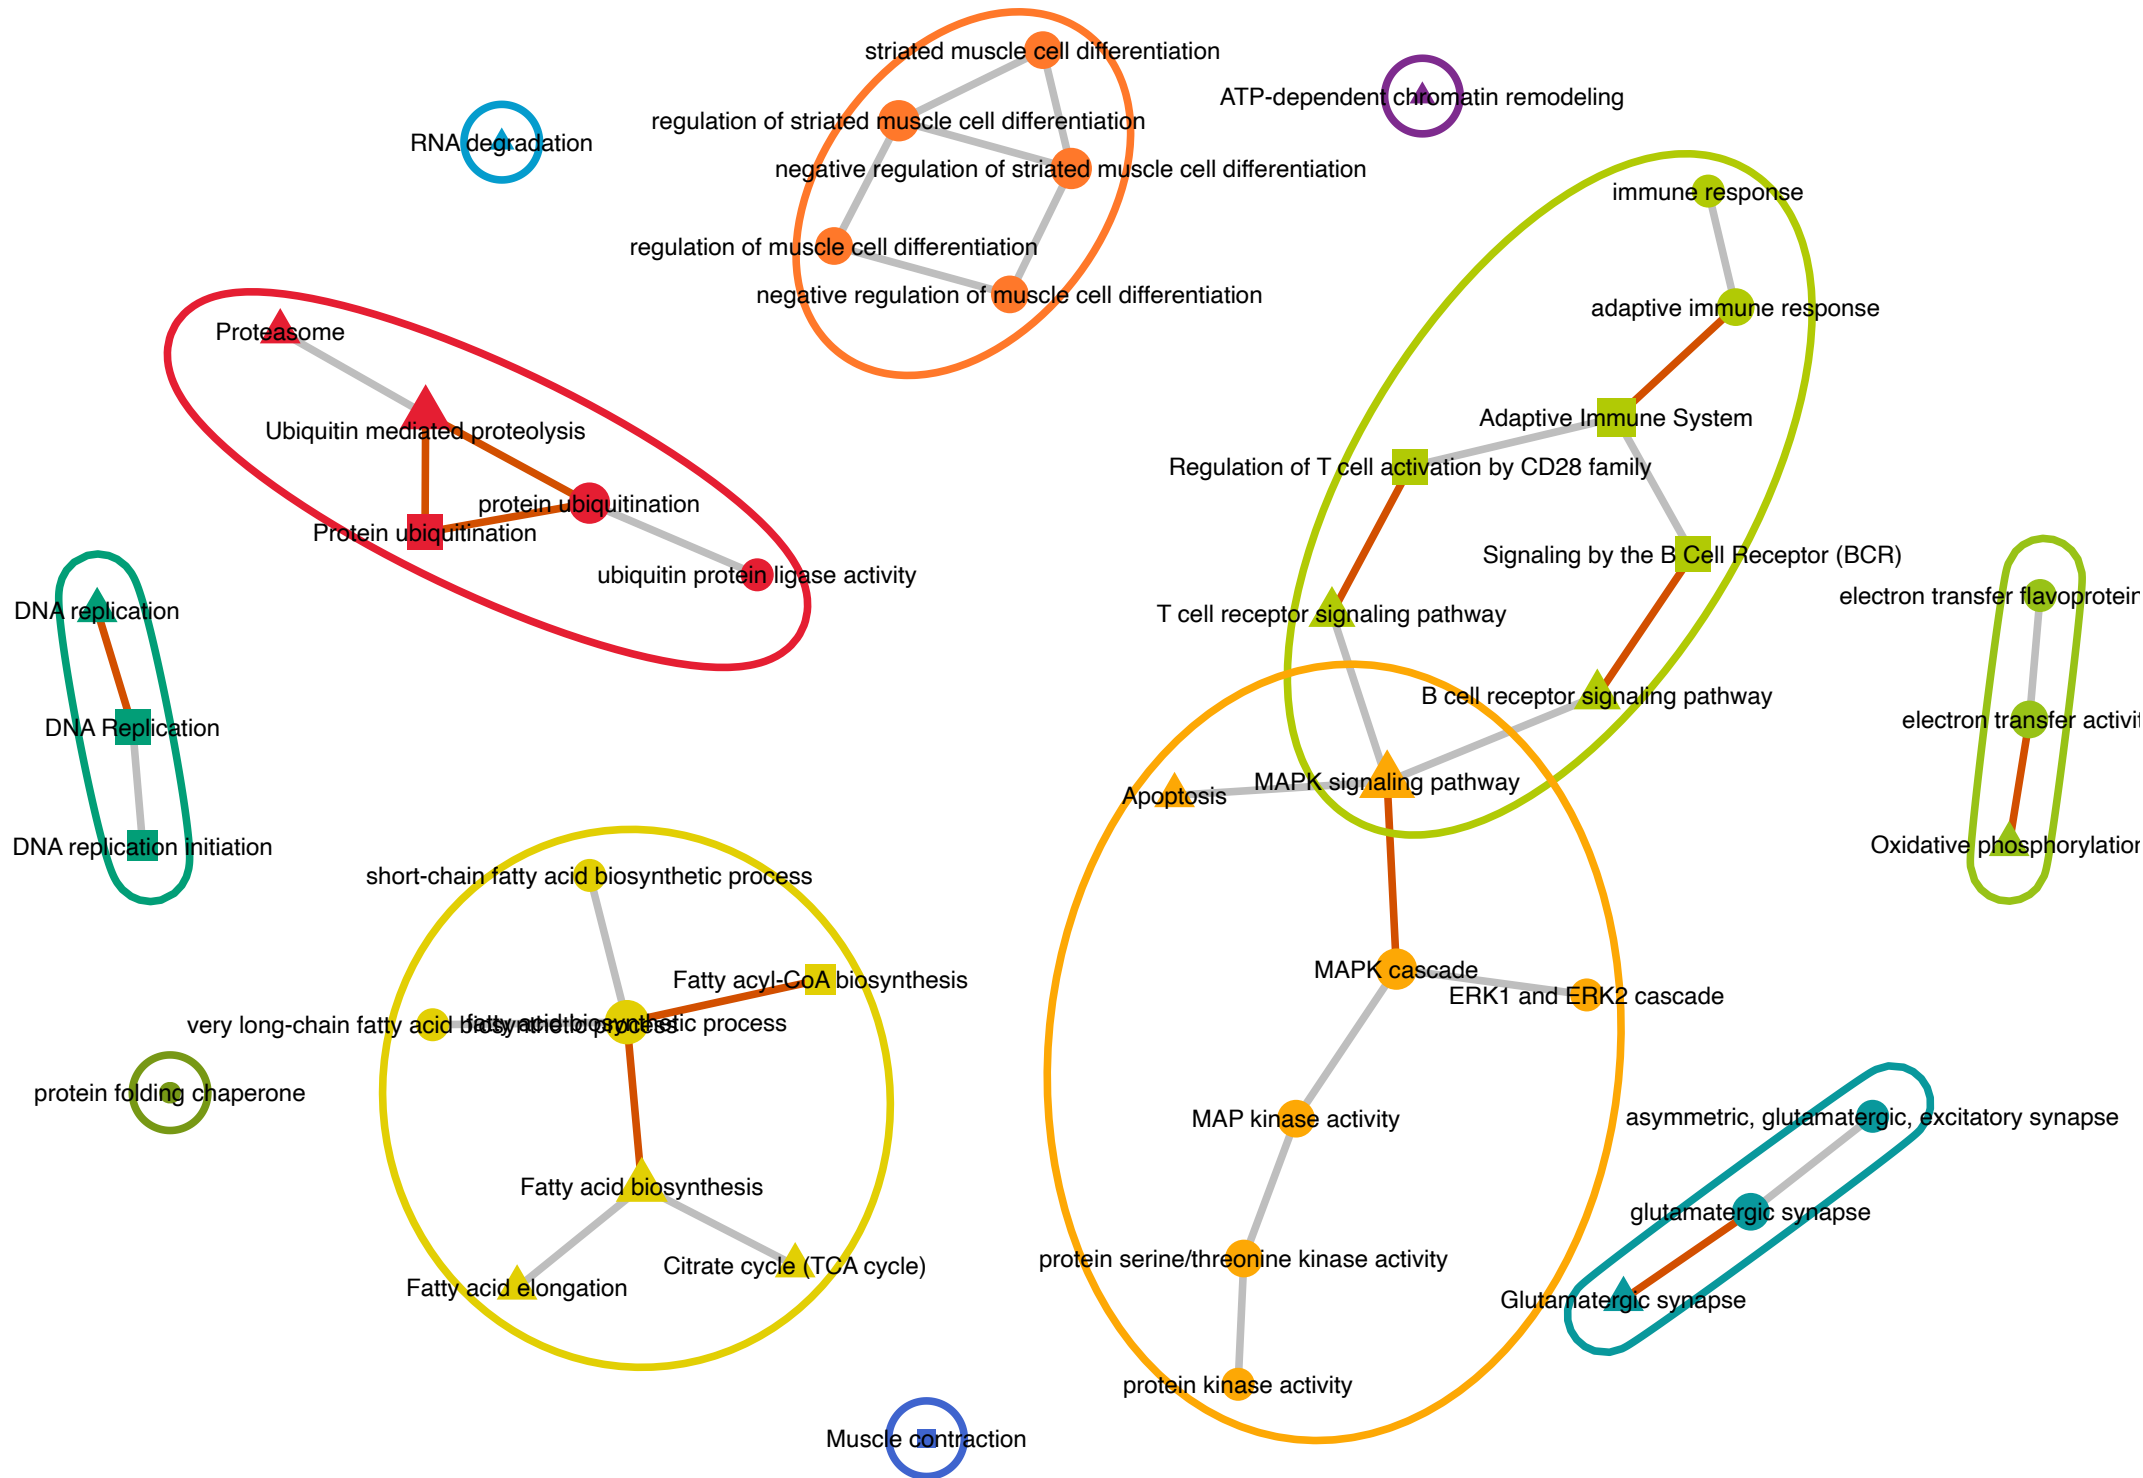 striated muscle cell differentiation
ATP-dependent chromatin remodeling
regulation of striated muscle cell differentiation
RNA degradation
negative regulation of striated muscle cell differentiation
immune response
regulation of muscle cell differentiation
negative regulation of muscle cell differentiation
adaptive immune response
Proteasome
Adaptive Immune System
Ubiquitin mediated proteolysis
Regulation of T cell activation by CD28 family
protein ubiquitination
Protein ubiquitination
Signaling by the B Cell Receptor (BCR)
ubiquitin protein ligase activity
electron transfer flavoprotein
DNA replication
T cell receptor signaling pathway
B cell receptor signaling pathway
electron transfer activit
DNA Replication
MAPK signaling pathway
Apoptosis
DNA replication initiation
Oxidative phosphorylation
short-chain fatty acid biosynthetic process
MAPK cascade
Fatty acyl-CoA biosynthesis
ERK1 and ERK2 cascade
very long-chain fatty acid biosynthetic process
fatty acid biosynthetic process
protein folding chaperone
MAP kinase activity
asymmetric, glutamatergic, excitatory synapse
Fatty acid biosynthesis
glutamatergic synapse
protein serine/threonine kinase activity
Citrate cycle (TCA cycle)
Fatty acid elongation
Glutamatergic synapse
protein kinase activity
Muscle contraction